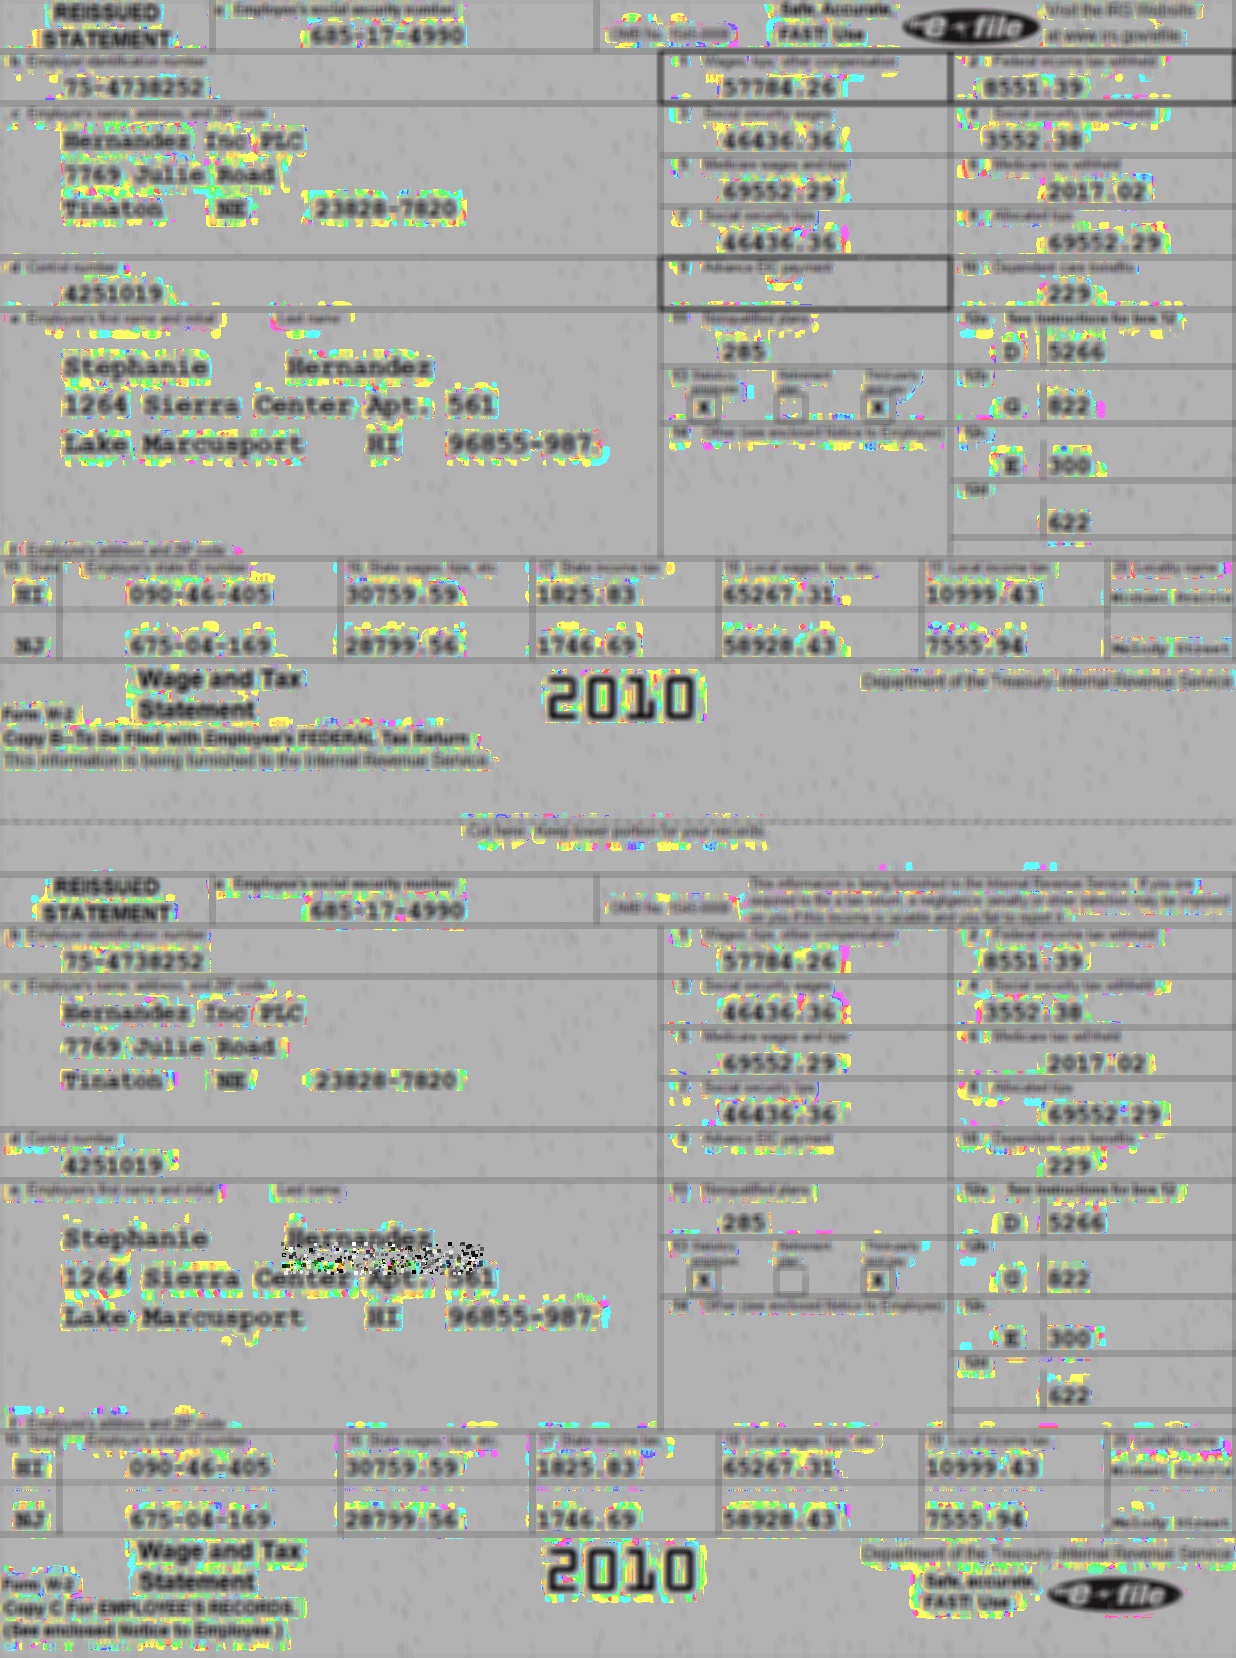 REISSUED STATEMENT
a Employee's social security number
685-17-4990
OMB No. 1545-0008
Safe, Accurate, FAST! Use
e-file
Visit the IRS Website at www.irs.gov/efile
b Employer identification number
75-4738252
1 Wages, tips, other compensation
57784.26
2 Federal income tax withheld
8551.39
c Employer's name, address, and ZIP code
Hernandez Inc PLC
7769 Julie Road
Tinaton NE 23828-7820
3 Social security wages
46436.36
4 Social security tax withheld
3552.38
5 Medicare wages and tips
69552.29
6 Medicare tax withheld
2017.02
7 Social security tips
46436.36
8 Allocated tips
69552.29
d Control number
4251019
9 Advance EIC payment
10 Dependent care benefits
229
e Employee's first name and initial Last name
Stephanie Hernandez
1264 Sierra Center Apt. 561
Lake Marcusport HI 96855-987
11 Nonqualified plans
285
12a See instructions for box 12
D 5266
13 Statutory employee Retirement plan Third-party sick pay
X X
12b
G 822
14 Other (see enclosed Notice to Employee)
12c
E 300
12d
622
f Employee's address and ZIP code
15 State Employer's state ID number 16 State wages, tips, etc. 17 State income tax 18 Local wages, tips, etc. 19 Local income tax 20 Locality name
HI 090-46-405 30759.59 1825.83 65267.31 10999.43
NJ 675-04-169 28799.56 1746.69 58928.43 7555.94 Melody Street
Form W-2
Wage and Tax Statement
2010
Department of the Treasury-Internal Revenue Service
Copy B-To Be Filed with Employee's FEDERAL Tax Return.
This information is being furnished to the Internal Revenue Service.
Cut here. Keep lower portion for your records.
REISSUED STATEMENT
a Employee's social security number
685-17-4990
OMB No. 1545-0008
This information is being furnished to the Internal Revenue Service. If you are
required to file a tax return, a negligence penalty or other sanction may be imposed
on you if this income is taxable and you fail to report it.
b Employer identification number
75-4738252
1 Wages, tips, other compensation
57784.26
2 Federal income tax withheld
8551.39
c Employer's name, address, and ZIP code
Hernandez Inc PLC
7769 Julie Road
Tinaton NE 23828-7820
3 Social security wages
46436.36
4 Social security tax withheld
3552.38
5 Medicare wages and tips
69552.29
6 Medicare tax withheld
2017.02
7 Social security tips
46436.36
8 Allocated tips
69552.29
d Control number
4251019
9 Advance EIC payment
10 Dependent care benefits
229
e Employee's first name and initial Last name
Stephanie Hernandez
1264 Sierra Center Apt. 561
Lake Marcusport HI 96855-987
11 Nonqualified plans
285
12a See instructions for box 12
D 5266
13 Statutory employee Retirement plan Third-party sick pay
X X
12b
G 822
14 Other (see enclosed Notice to Employee)
12c
E 300
12d
622
f Employee's address and ZIP code
15 State Employer's state ID number 16 State wages, tips, etc. 17 State income tax 18 Local wages, tips, etc. 19 Local income tax 20 Locality name
HI 090-46-405 30759.59 1825.83 65267.31 10999.43
NJ 675-04-169 28799.56 1746.69 58928.43 7555.94 Melody Street
Form W-2
Wage and Tax Statement
2010
Department of the Treasury-Internal Revenue Service
Copy C For EMPLOYEE'S RECORDS.
(See enclosed Notice to Employee.)
Safe, accurate, FAST! Use
e-file